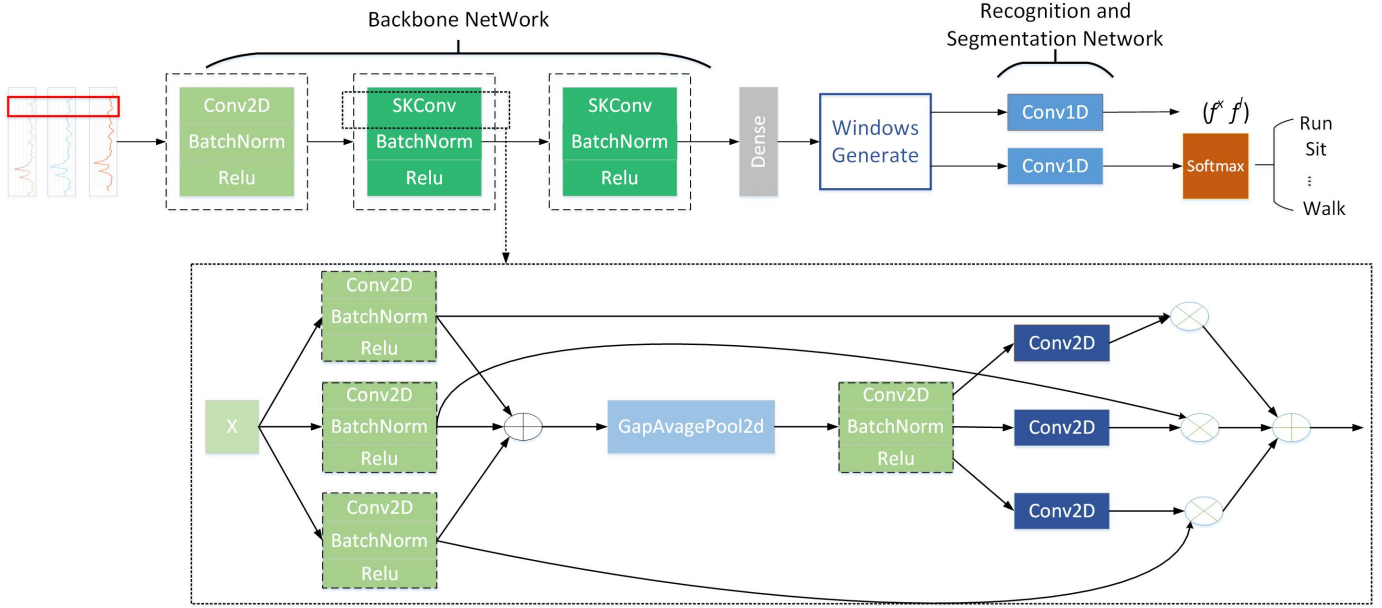 Backbone NetWork
Recognition and
Segmentation Network
Conv2D
BatchNorm
Relu
SKConv
BatchNorm
Relu
SKConv
BatchNorm
Relu
Dense
Windows
Generate
Conv1D
Conv1D
(fˣ fˡ)
Softmax
Run
Sit
...
Walk
Conv2D
BatchNorm
Relu
X
Conv2D
BatchNorm
Relu
Conv2D
BatchNorm
Relu
GapAvagePool2d
Conv2D
BatchNorm
Relu
Conv2D
Conv2D
Conv2D